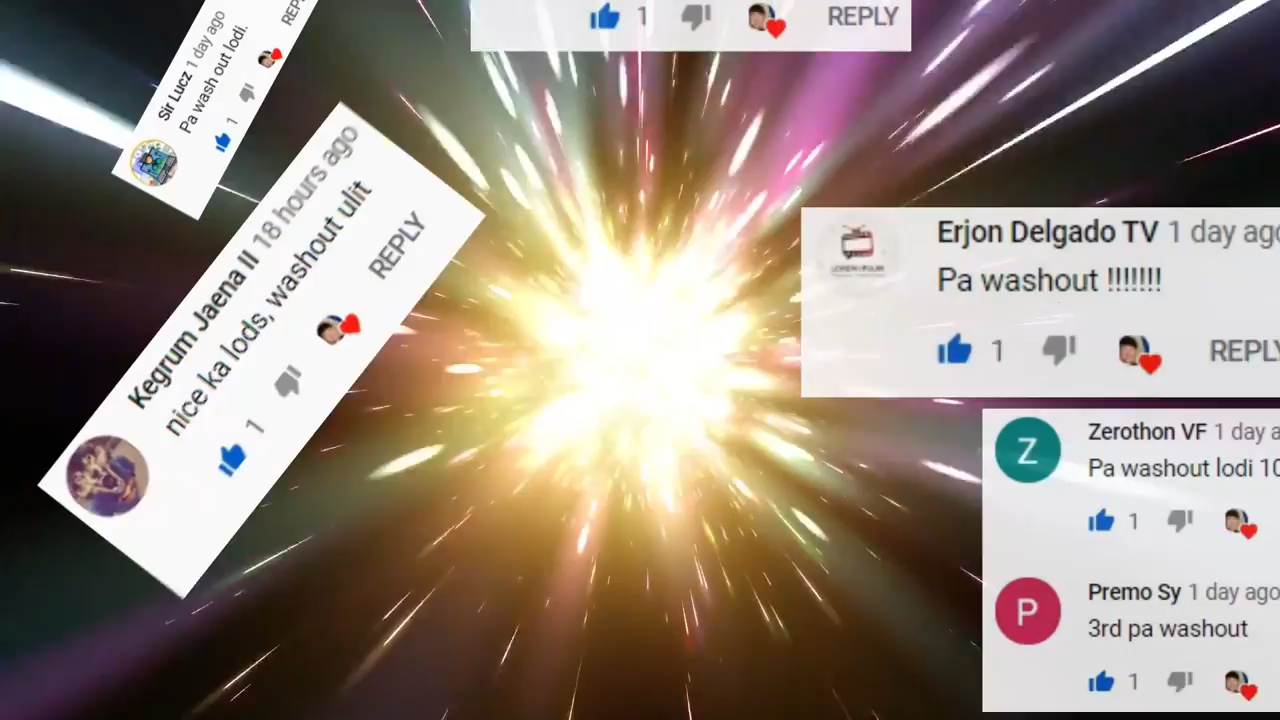 Sir Lucz 1 day ago
Pa wash out lodi.
1
1 REPLY
Kegrum Jaena II 18 hours ago
nice ka lods, washout ulit
1 REPLY
Erjon Delgado TV 1 day ago
Pa washout !!!!!!!
1
Zerothon VF 1 day
Pa washout lodi
1
Premo Sy 1 day ago
3rd pa washout
1
Z
P